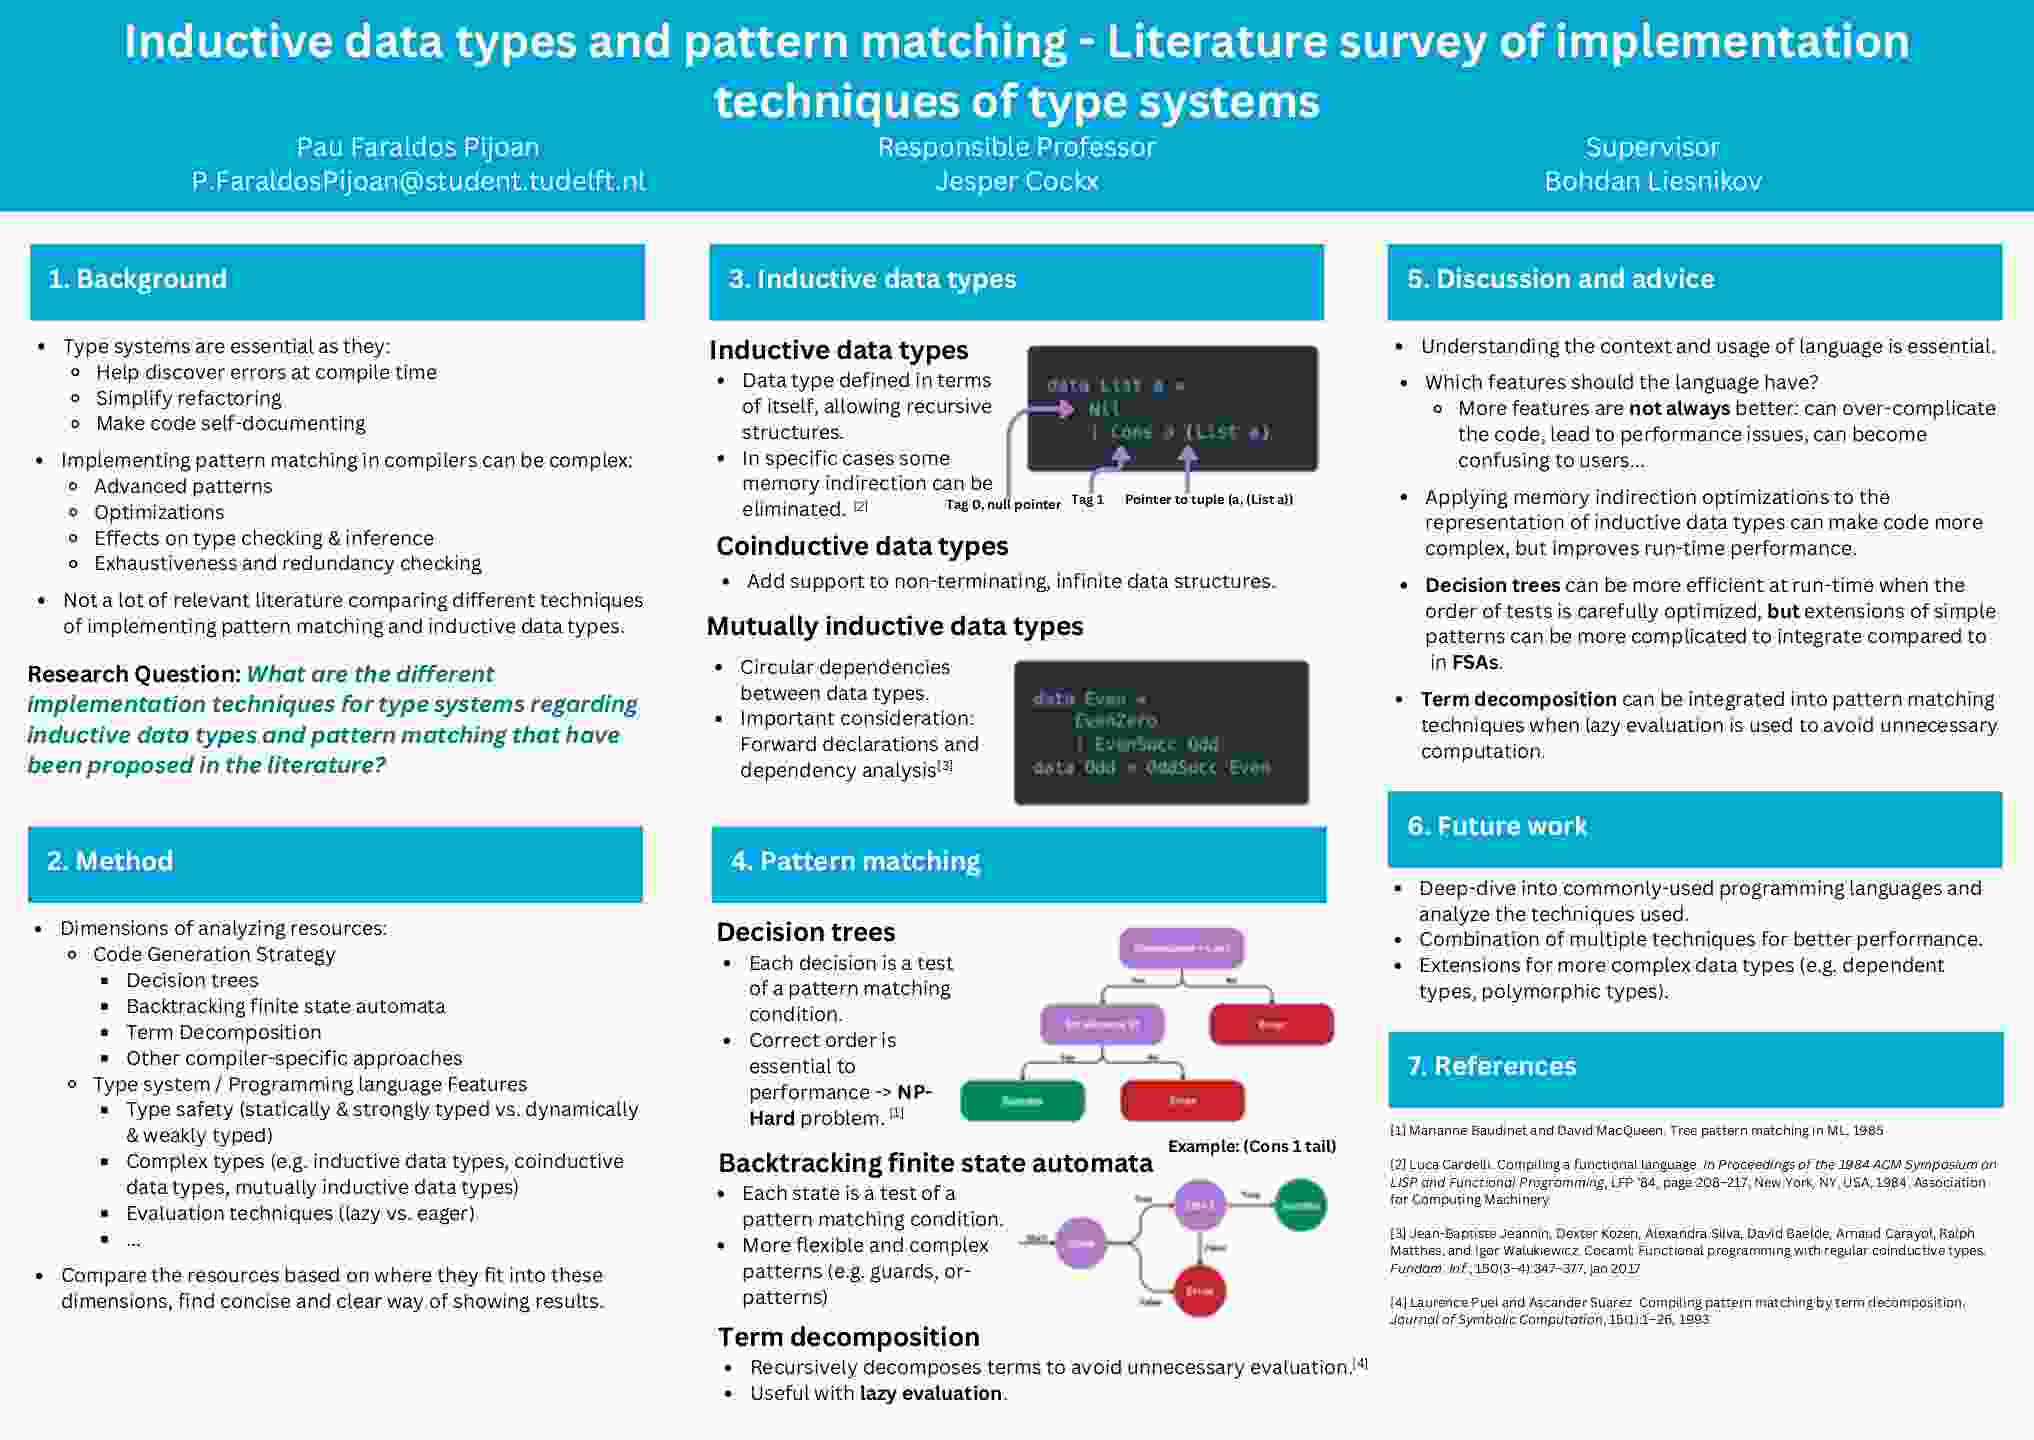 Inductive data types and pattern matching - Literature survey of implementation
techniques of type systems
Pau Faraldos Pijoan
P.FaraldosPijoan@student.tudelft.nl
Responsible Professor
Jesper Cockx
Supervisor
Bohdan Liesnikov
1. Background
• Type systems are essential as they:
∘ Help discover errors at compile time
∘ Simplify refactoring
∘ Make code self-documenting
• Implementing pattern matching in compilers can be complex:
∘ Advanced patterns
∘ Optimizations
∘ Effects on type checking & inference
∘ Exhaustiveness and redundancy checking
• Not a lot of relevant literature comparing different techniques
of implementing pattern matching and inductive data types.
Research Question: What are the different
implementation techniques for type systems regarding
inductive data types and pattern matching that have
been proposed in the literature?
2. Method
• Dimensions of analyzing resources:
∘ Code Generation Strategy
▪ Decision trees
▪ Backtracking finite state automata
▪ Term Decomposition
▪ Other compiler-specific approaches
∘ Type system / Programming language Features
▪ Type safety (statically & strongly typed vs. dynamically
& weakly typed)
▪ Complex types (e.g. inductive data types, coinductive
data types, mutually inductive data types)
▪ Evaluation techniques (lazy vs. eager)
▪ ...
• Compare the resources based on where they fit into these
dimensions, find concise and clear way of showing results.
3. Inductive data types
Inductive data types
• Data type defined in terms
of itself, allowing recursive
structures.
• In specific cases some
memory indirection can be
eliminated. [2]
data List a =
Nil
| Cons a (List a)
Tag 0, null pointer
Tag 1
Pointer to tuple (a, (List a))
Coinductive data types
• Add support to non-terminating, infinite data structures.
Mutually inductive data types
• Circular dependencies
between data types.
• Important consideration:
Forward declarations and
dependency analysis[3]
data Even =
EvenZero
| EvenSucc Odd
data Odd = OddSucc Even
4. Pattern matching
Decision trees
• Each decision is a test
of a pattern matching
condition.
• Correct order is
essential to
performance -> NP-
Hard problem. [1]
Yes
No
Error
Yes
No
Success
Error
Example: (Cons 1 tail)
Backtracking finite state automata
• Each state is a test of a
pattern matching condition.
• More flexible and complex
patterns (e.g. guards, or-
patterns)
Start
Cons
True
True
Success
False
False
Error
Term decomposition
• Recursively decomposes terms to avoid unnecessary evaluation.[4]
• Useful with lazy evaluation.
5. Discussion and advice
• Understanding the context and usage of language is essential.
• Which features should the language have?
∘ More features are not always better: can over-complicate
the code, lead to performance issues, can become
confusing to users...
• Applying memory indirection optimizations to the
representation of inductive data types can make code more
complex, but improves run-time performance.
• Decision trees can be more efficient at run-time when the
order of tests is carefully optimized, but extensions of simple
patterns can be more complicated to integrate compared to
in FSAs.
• Term decomposition can be integrated into pattern matching
techniques when lazy evaluation is used to avoid unnecessary
computation.
6. Future work
• Deep-dive into commonly-used programming languages and
analyze the techniques used.
• Combination of multiple techniques for better performance.
• Extensions for more complex data types (e.g. dependent
types, polymorphic types).
7. References
[1] Marianne Baudinet and David MacQueen. Tree pattern matching in ML, 1985
[2] Luca Cardelli. Compiling a functional language. In Proceedings of the 1984 ACM Symposium on
LISP and Functional Programming, LFP '84, page 208–217, New York, NY, USA, 1984. Association
for Computing Machinery
[3] Jean-Baptiste Jeannin, Dexter Kozen, Alexandra Silva, David Baelde, Arnaud Carayol, Ralph
Matthes, and Igor Walukiewicz. Cocaml: Functional programming with regular coinductive types.
Fundam. Inf., 150(3–4):347–377, jan 2017
[4] Laurence Puel and Ascander Suarez. Compiling pattern matching by term decomposition.
Journal of Symbolic Computation, 15(1):1–26, 1993